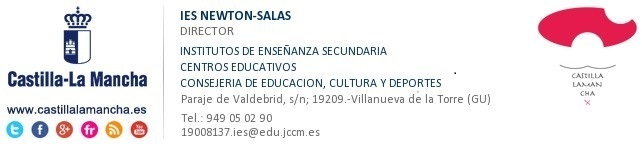 Castilla-La Mancha
www.castillalamancha.es
IES NEWTON-SALAS
DIRECTOR
INSTITUTOS DE ENSEÑANZA SECUNDARIA
CENTROS EDUCATIVOS
CONSEJERIA DE EDUCACION, CULTURA Y DEPORTES
Paraje de Valdebrid, s/n; 19209.-Villanueva de la Torre (GU)
Tel.: 949 05 02 90
19008137.ies@edu.jccm.es
CASTILLA
LAMAN
CHA